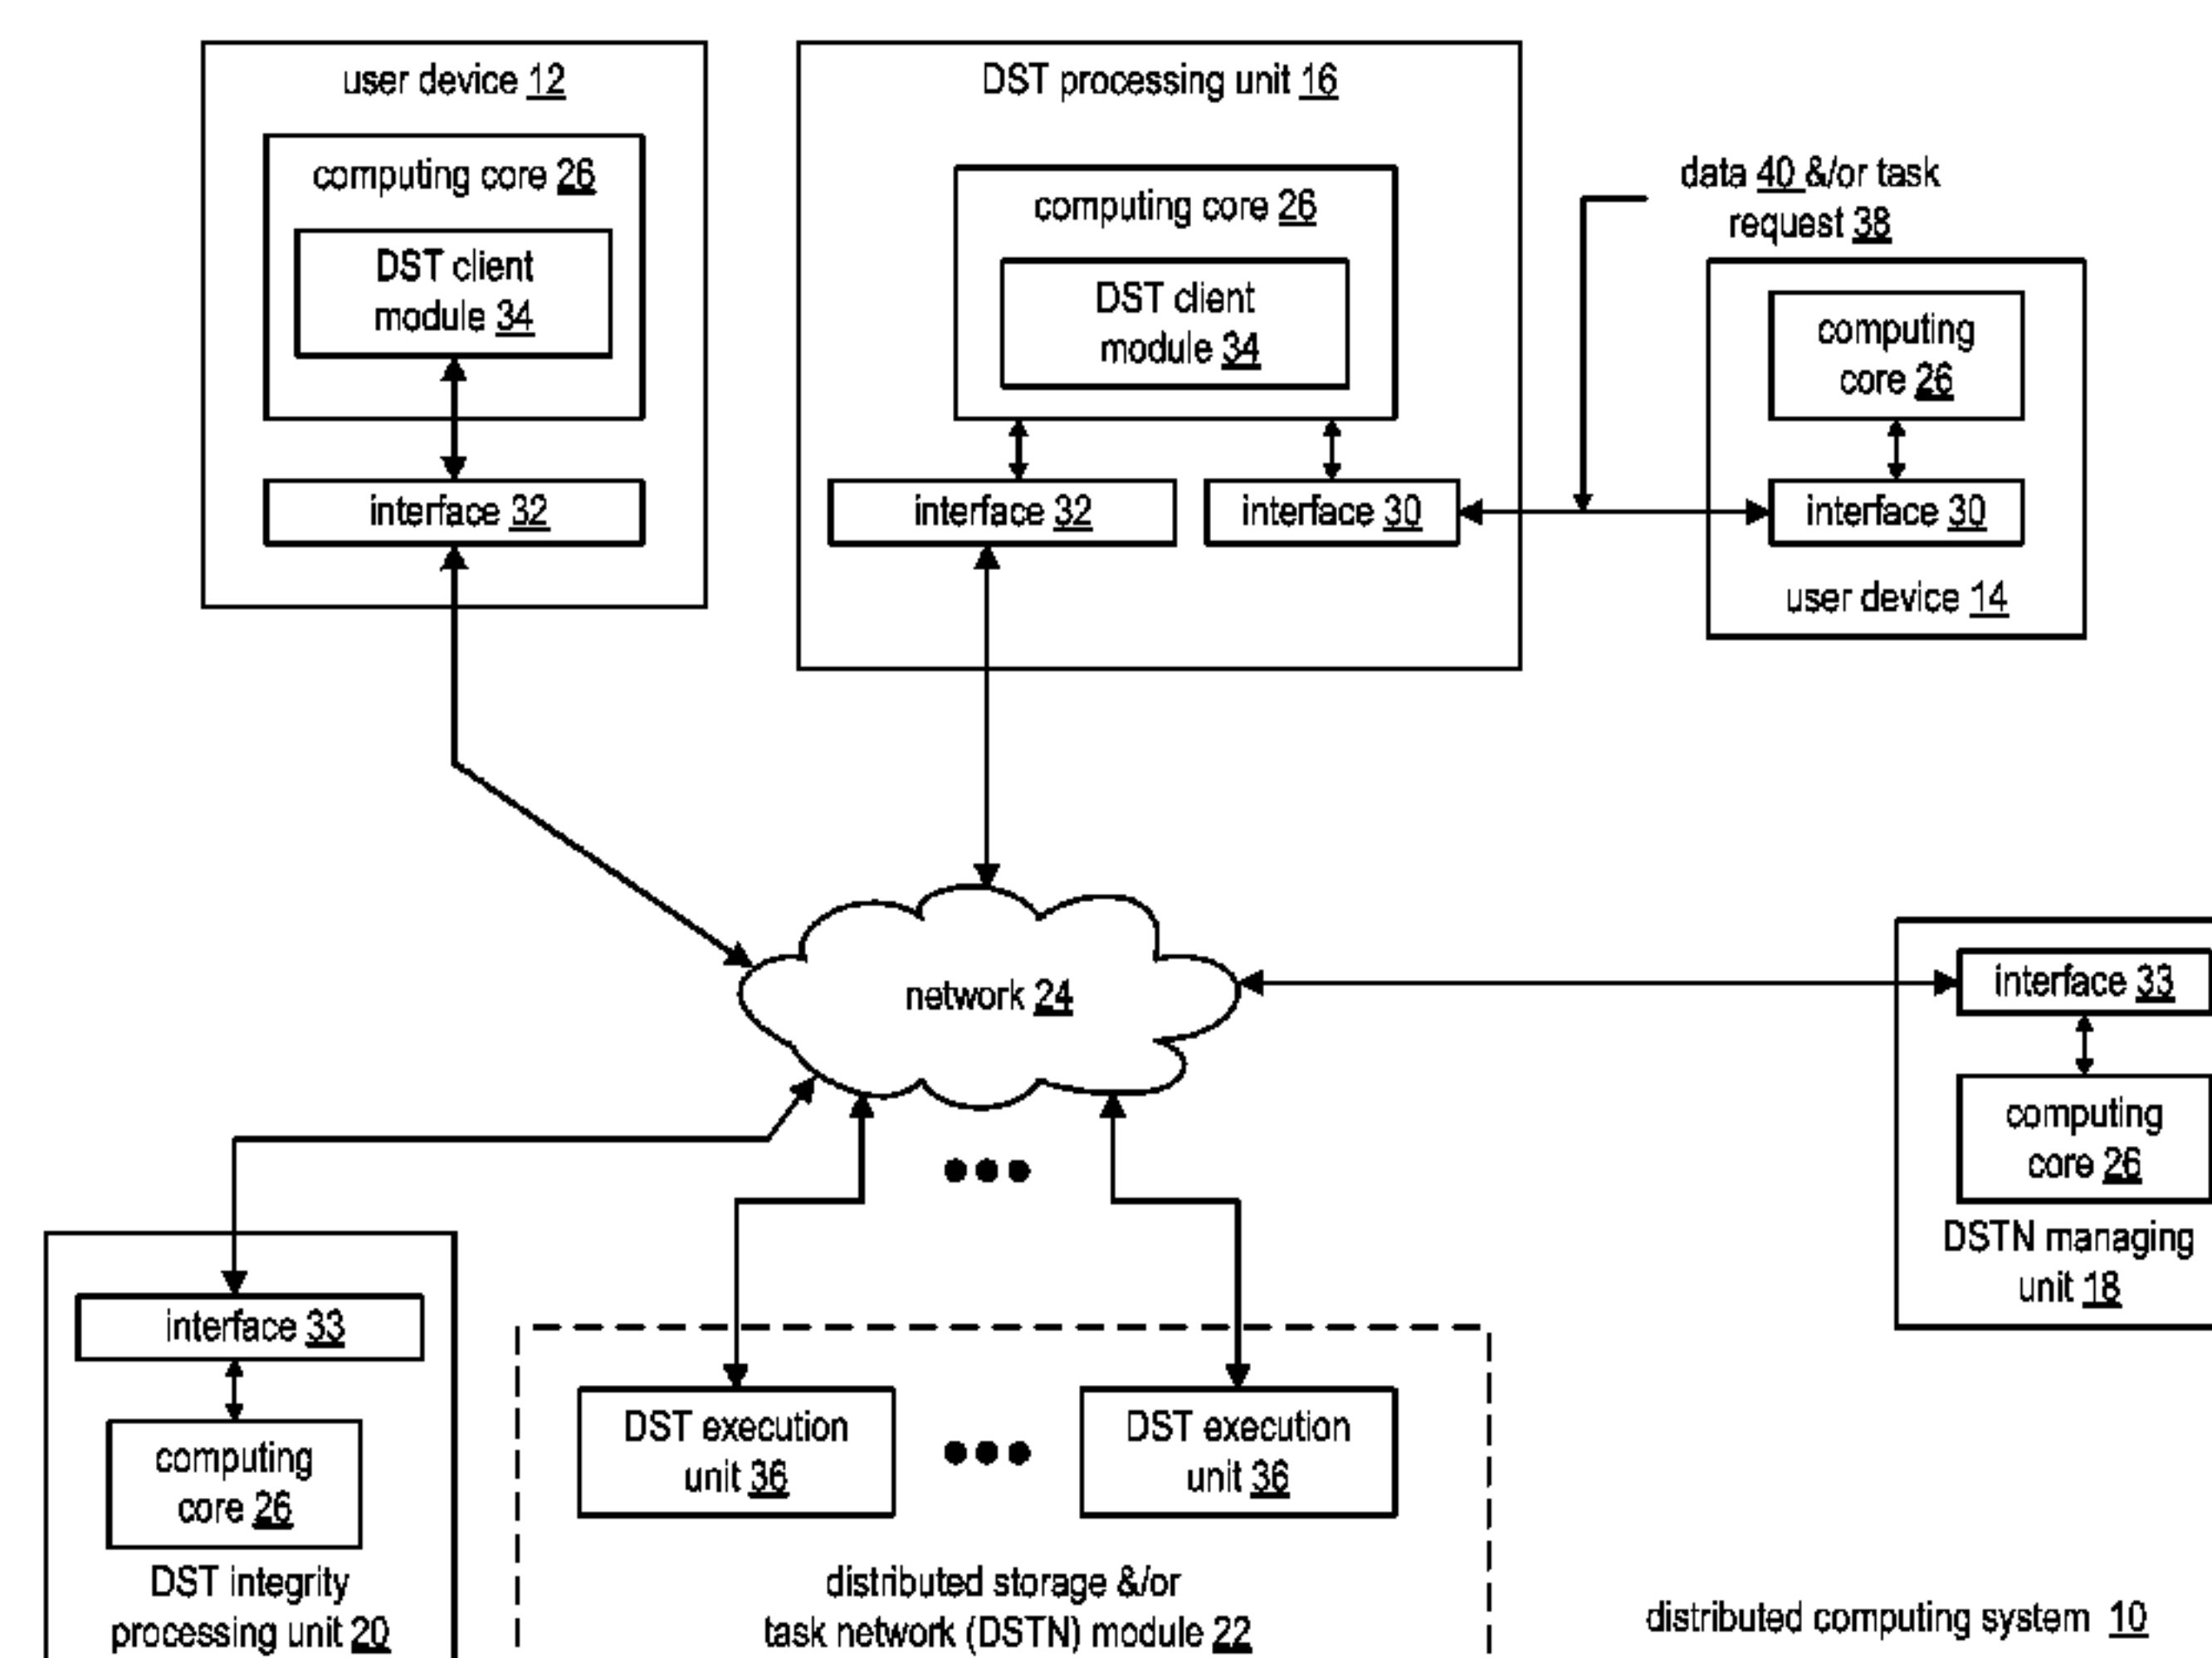 user device 12
computing core 26
DST client
module 34
interface 32
DST processing unit 16
computing core 26
DST client
module 34
interface 32
interface 30
data 40 &/or task
request 38
computing
core 26
interface 30
user device 14
network 24
interface 33
computing
core 26
DSTN managing
unit 18
interface 33
computing
core 26
DST integrity
processing unit 20
DST execution
unit 36
DST execution
unit 36
distributed storage &/or
task network (DSTN) module 22
distributed computing system 10